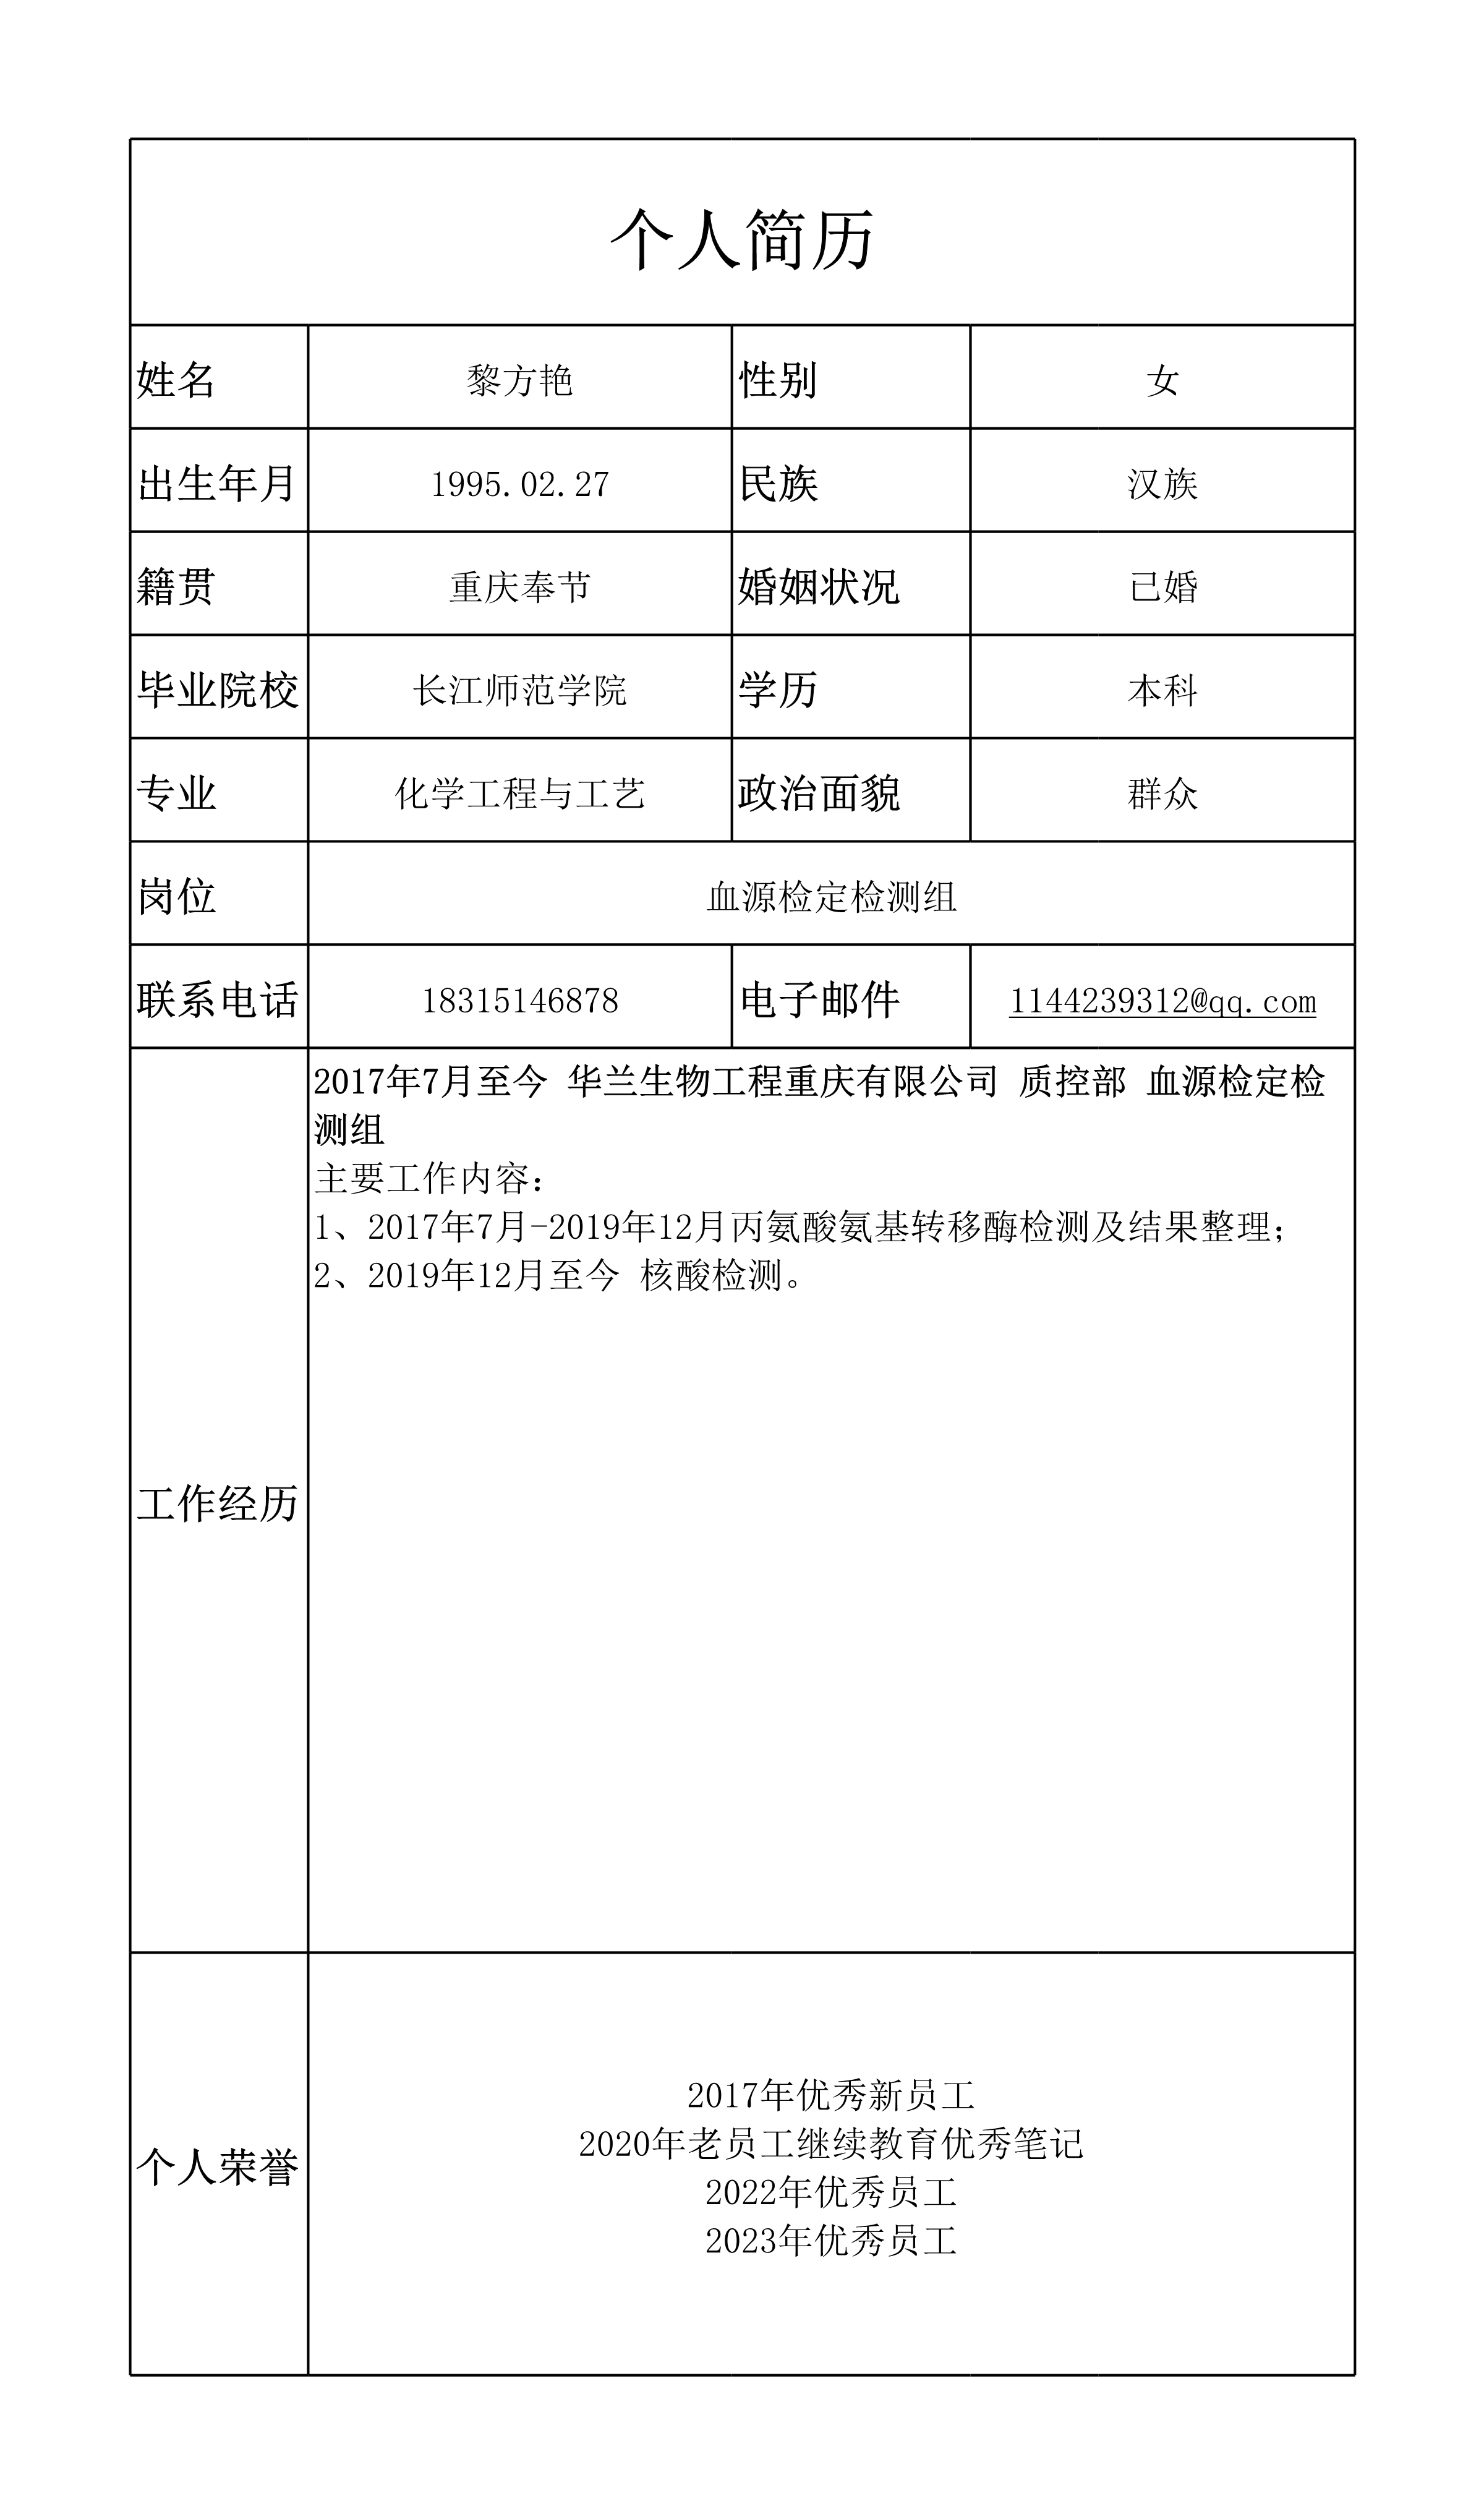 个人简历
姓名 黎方艳 性别 女
出生年月 1995.02.27 民族 汉族
籍贯 重庆奉节 婚姻状况 已婚
毕业院校 长江师范学院 学历 本科
专业 化学工程与工艺 政治面貌 群众
岗位 血源检定检测组
联系电话 18315146878 电子邮件 1144239312@qq.com
2017年7月至今 华兰生物工程重庆有限公司 质控部 血源检定检
测组
主要工作内容：
1、2017年7月-2019年12月丙氨酸氨基转移酶检测及结果整理；
2、2019年12月至今 核酸检测。
工作经历
2017年优秀新员工
2020年老员工继续教育优秀笔记
个人荣誉
2022年优秀员工
2023年优秀员工